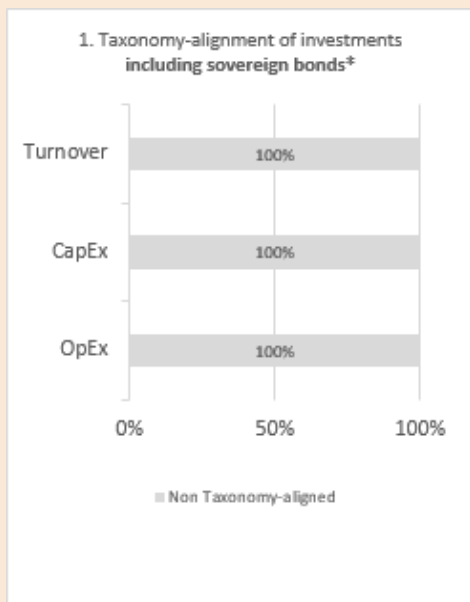 1. Taxonomy-alignment of investments
including sovereign bonds*
Turnover
100%
CapEx
100%
OpEx
100%
0%
50%
100%
Non Taxonomy-aligned